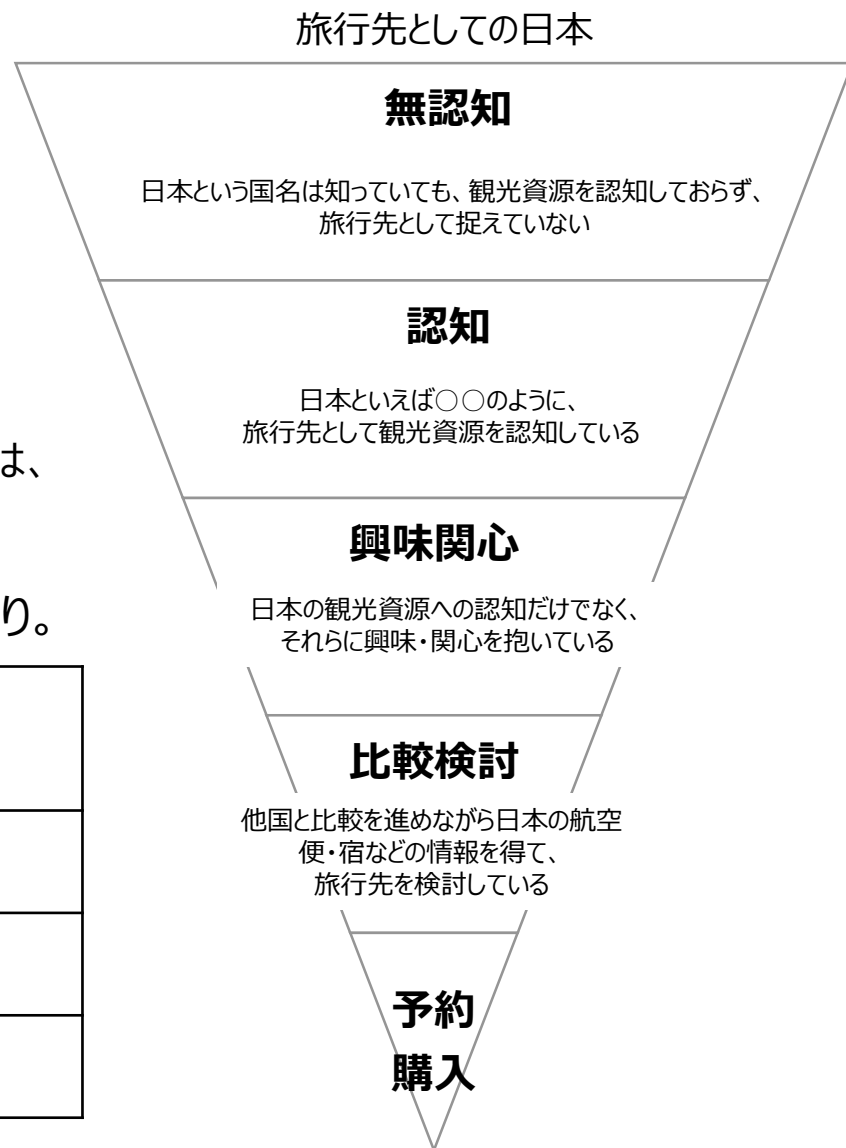 旅行先としての日本
無認知
日本という国名は知っていても、観光資源を認知しておらず、
旅行先として捉えていない
認知
日本といえば○○のように、
旅行先として観光資源を認知している
は、
興味関心
り。
日本の観光資源への認知だけでなく、
それらに興味・関心を抱いている
比較検討
他国と比較を進めながら日本の航空
便・宿などの情報を得て、
旅行先を検討している
予約
購入